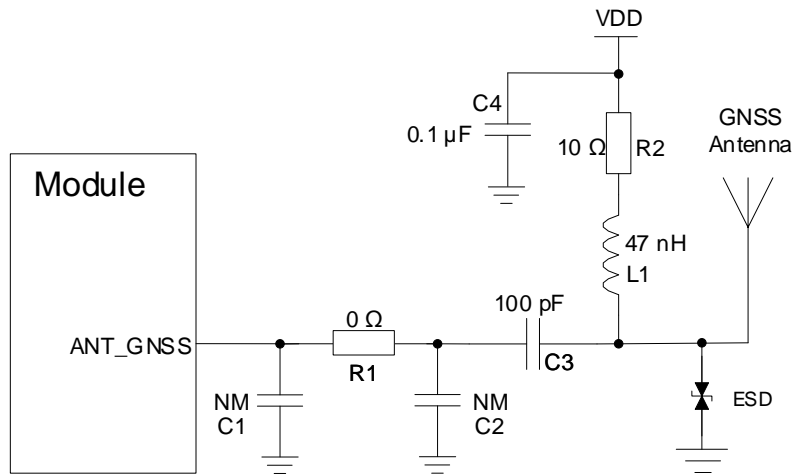 VDD
C4
0.1 µF
10 Ω
R2
GNSS
Antenna
Module
47 nH
L1
100 pF
0 Ω
ANT_GNSS
R1
C3
NM
C1
NM
C2
ESD